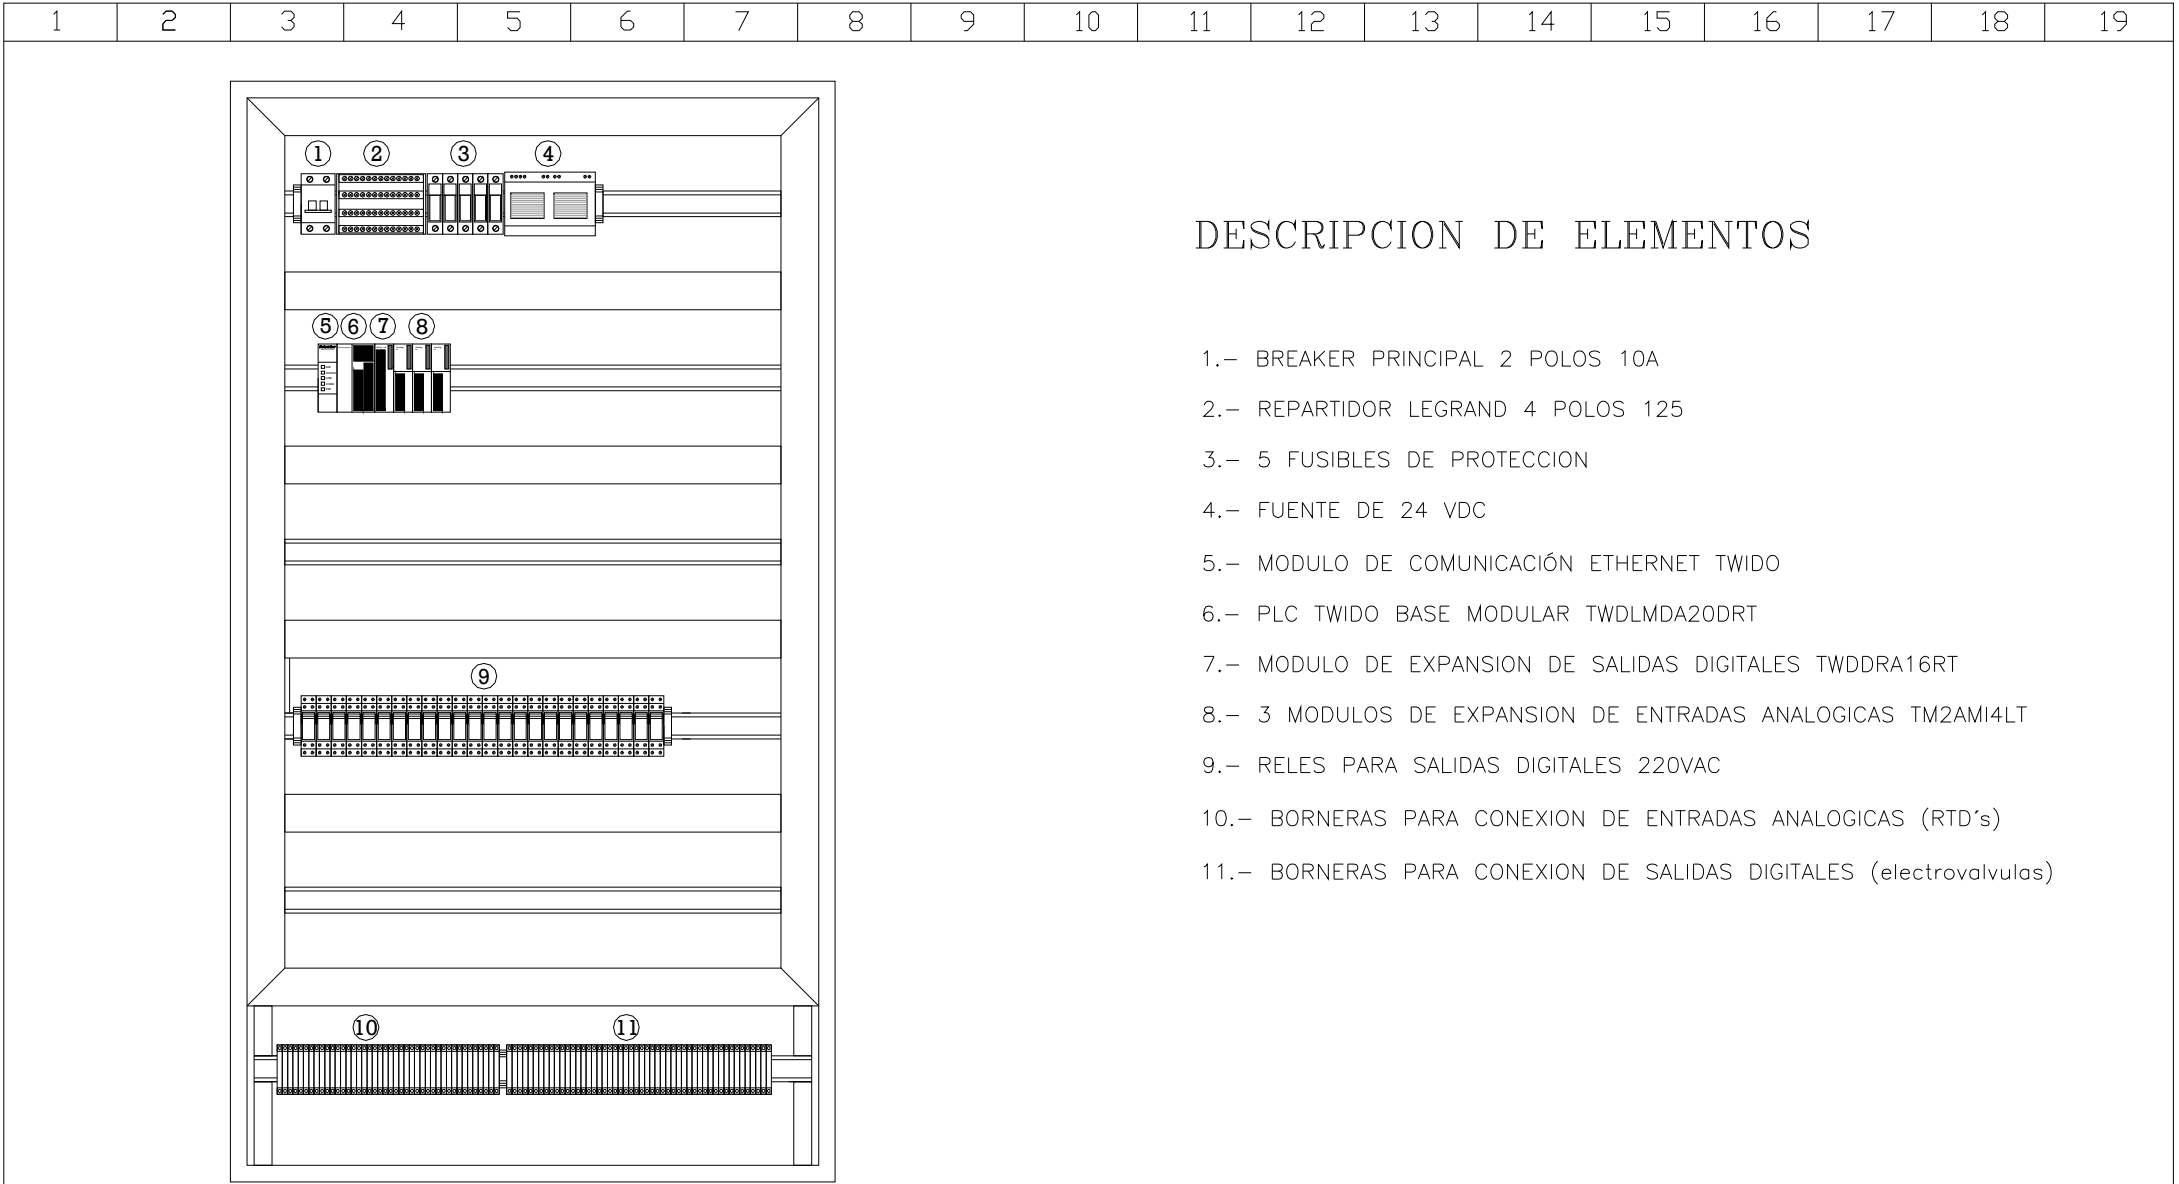 1 2 3 4 5 6 7 8 9 10 11 12 13 14 15 16 17 18 19
1 2 3 4
DESCRIPCION DE ELEMENTOS
5 6 7 8
1.- BREAKER PRINCIPAL 2 POLOS 10A
2.- REPARTIDOR LEGRAND 4 POLOS 125
3.- 5 FUSIBLES DE PROTECCION
4.- FUENTE DE 24 VDC
5.- MODULO DE COMUNICACIÓN ETHERNET TWIDO
6.- PLC TWIDO BASE MODULAR TWDLMDA20DRT
7.- MODULO DE EXPANSION DE SALIDAS DIGITALES TWDDRA16RT
8.- 3 MODULOS DE EXPANSION DE ENTRADAS ANALOGICAS TM2AMI4LT
9.- RELES PARA SALIDAS DIGITALES 220VAC
10.- BORNERAS PARA CONEXION DE ENTRADAS ANALOGICAS (RTD´s)
11.- BORNERAS PARA CONEXION DE SALIDAS DIGITALES (electrovalvulas)
9
10 11